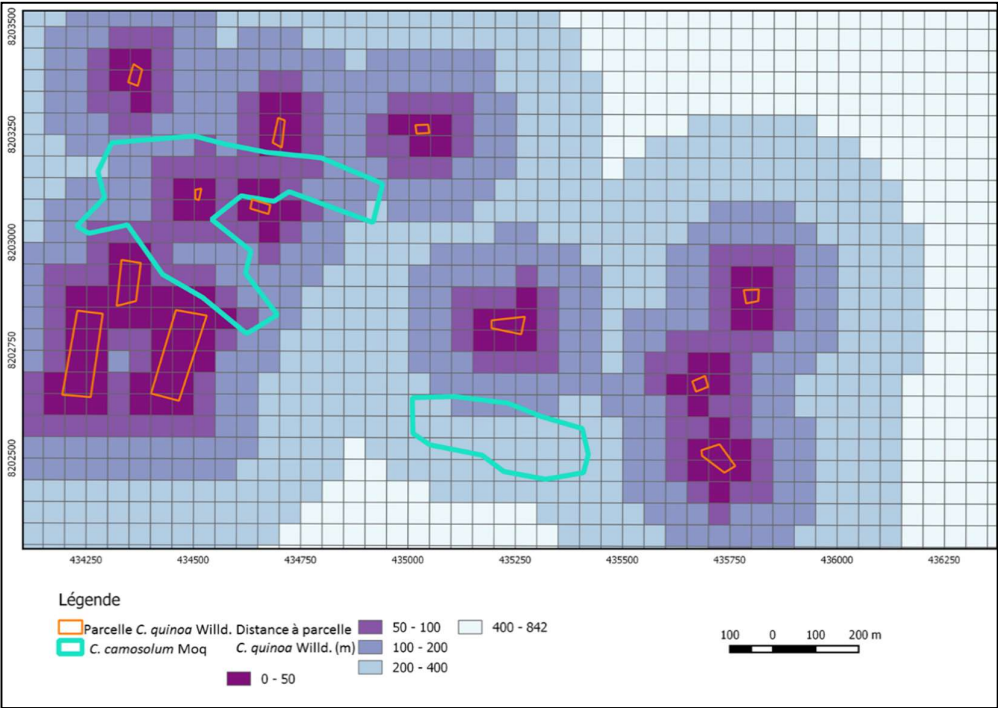 8203500
8203250
8203000
8202750
8202500
434250 434500 434750 435000 435250 435500 435750 436000 436250
Légende
Parcelle C. quinoa Willd. Distance à parcelle 50 - 100 400 - 842
C. camosolum Moq C. quinoa Willd. (m) 100 - 200
200 - 400
0 - 50
100 0 100 200 m